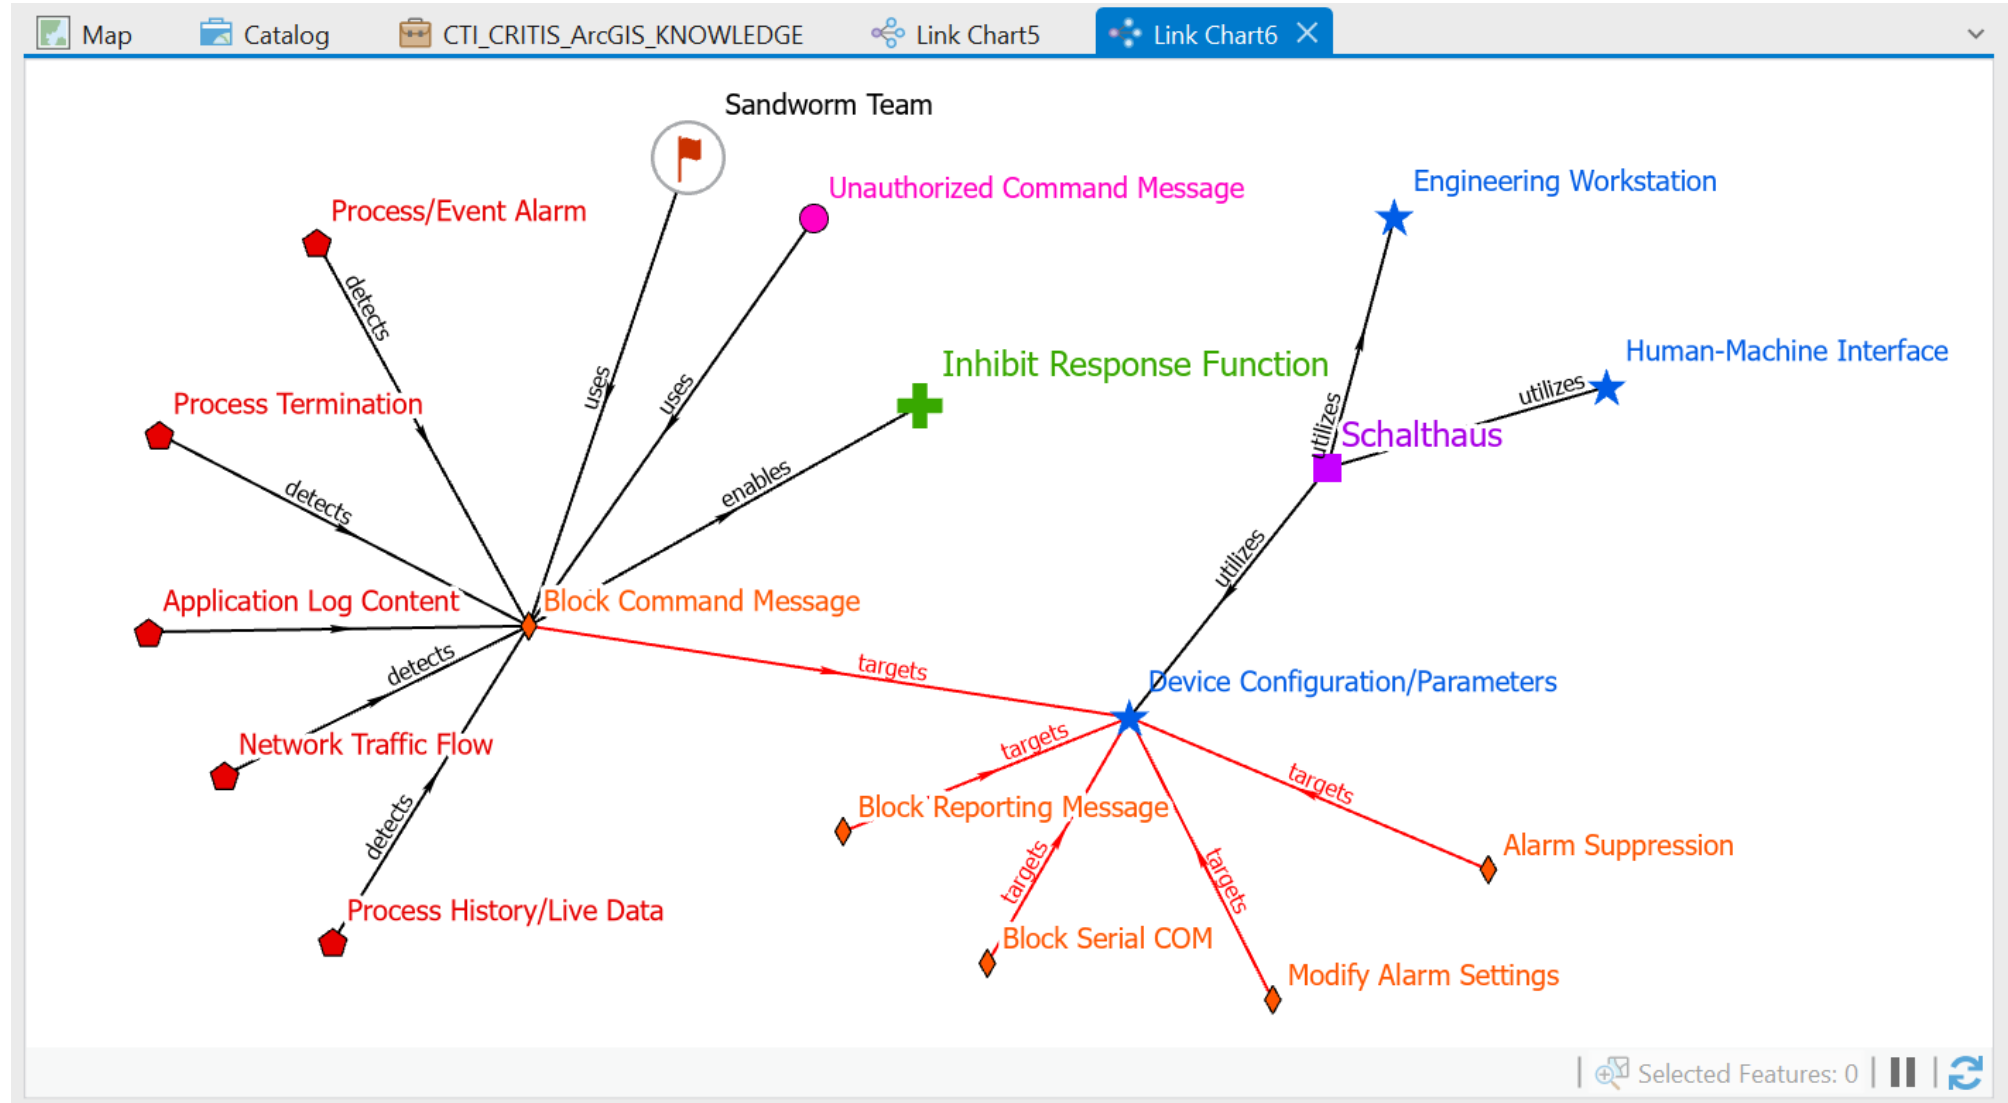 Map Catalog CTI_CRITIS_ArcGIS_KNOWLEDGE Link Chart5 Link Chart6
Sandworm Team
Unauthorized Command Message
Engineering Workstation
Process/Event Alarm
detects
Human-Machine Interface
Inhibit Response Function
uses
uses
utilizes
utilizes
Process Termination
Schalthaus
enables
detects
utilizes
Application Log Content
Block Command Message
detects
targets
Device Configuration/Parameters
Network Traffic Flow
targets
targets
Block Reporting Message
detects
targets
targets
Alarm Suppression
Process History/Live Data
Block Serial COM
Modify Alarm Settings
Selected Features: 0